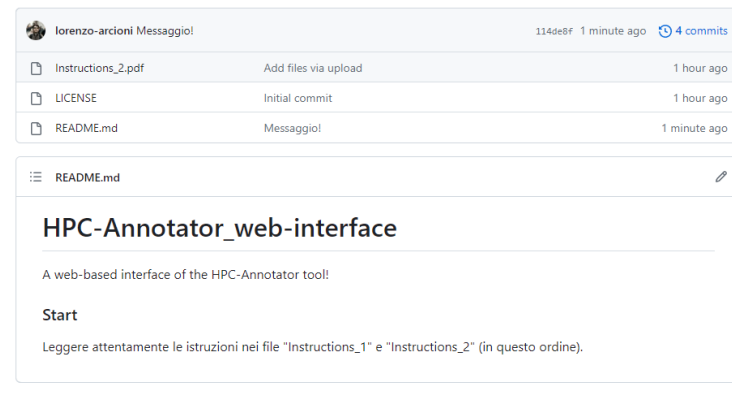 lorenzo-arcioni Messaggio! 114de8f 1 minute ago 4 commits
Instructions_2.pdf Add files via upload 1 hour ago
LICENSE Initial commit 1 hour ago
README.md Messaggio! 1 minute ago
README.md
HPC-Annotator_web-interface
A web-based interface of the HPC-Annotator tool!
Start
Leggere attentamente le istruzioni nei file "Instructions_1" e "Instructions_2" (in questo ordine).